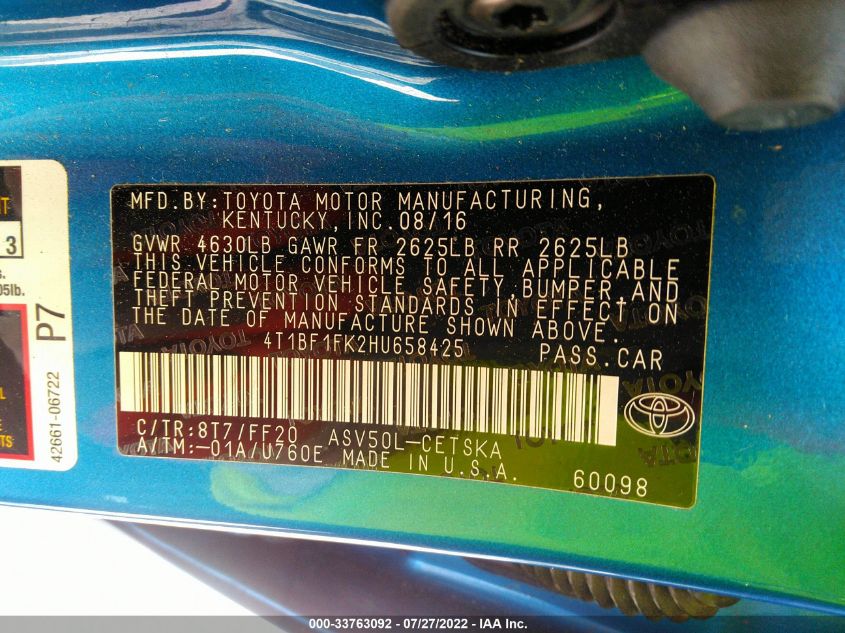 MFD.BY:TOYOTA MOTOR MANUFACTURING,
KENTUCKY,INC.08/16
GVWR 4630LB GAWR FR 2625LB RR 2625LB
THIS VEHICLE CONFORMS TO ALL APPLICABLE
FEDERAL MOTOR VEHICLE SAFETY,BUMPER,AND
THEFT PREVENTION STANDARDS IN EFFECT ON
THE DATE OF MANUFACTURE SHOWN ABOVE.
4T1BF1FK2HU658425 PASS.CAR
C/TR:8T7/FF20 ASV50L-CETSKA
A/TM:-01A/U760E MADE IN U.S.A.
60098
3
05lb.
P7
42661-06722
000-33763092 / 07/27/2022 - IAA Inc.